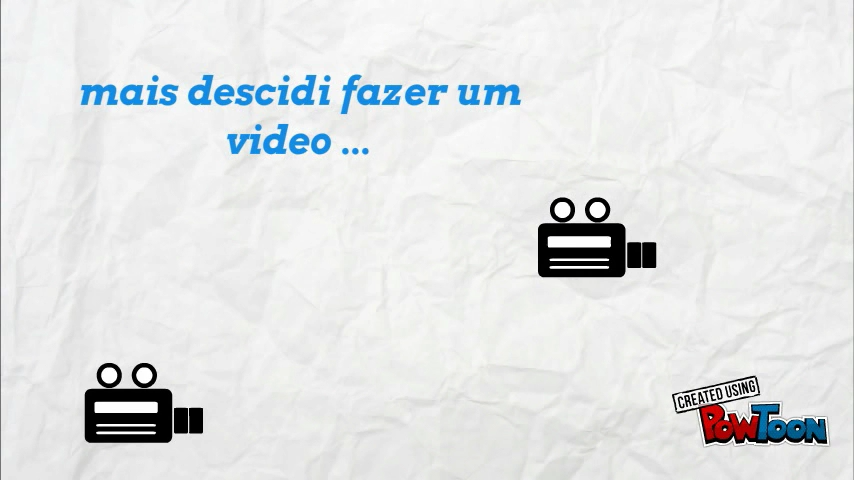 mais descidi fazer um
video ...
CREATED USING
POWTOON